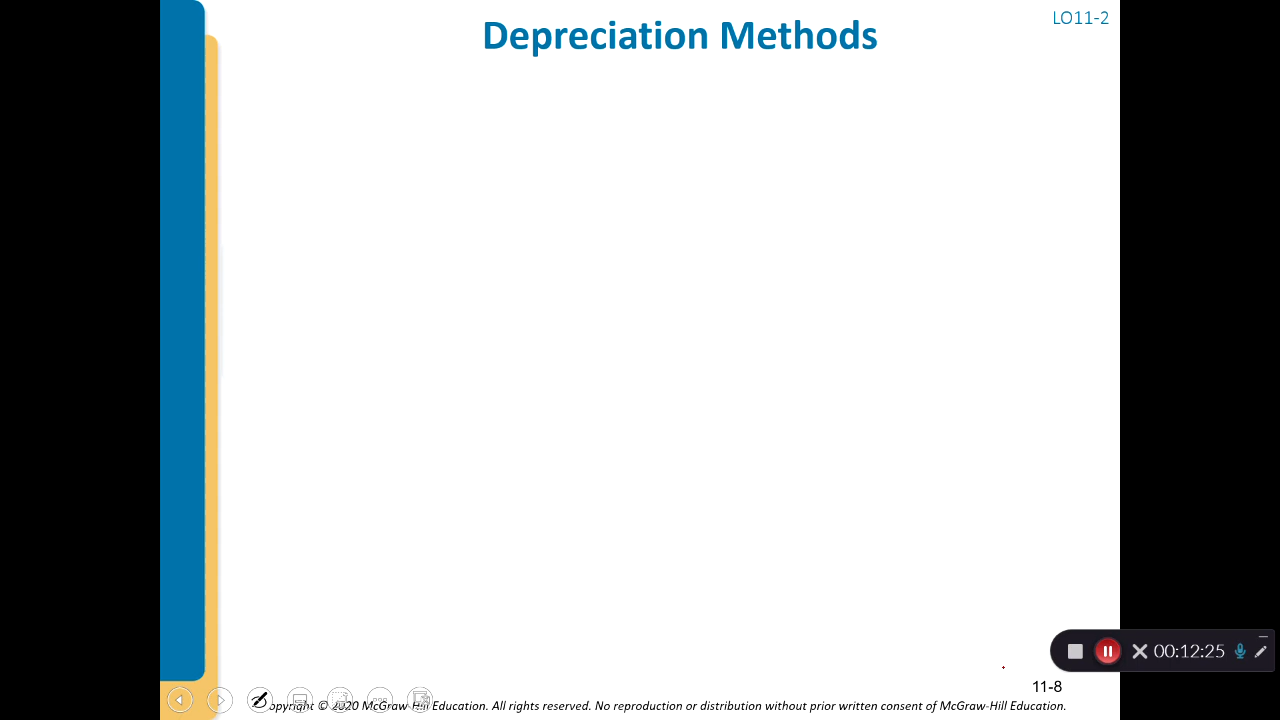 LO11-2
Depreciation Methods
00:12:25
11-8
opyright © 2020 McGraw-Hill Education. All rights reserved. No reproduction or distribution without prior written consent of McGraw-Hill Education.